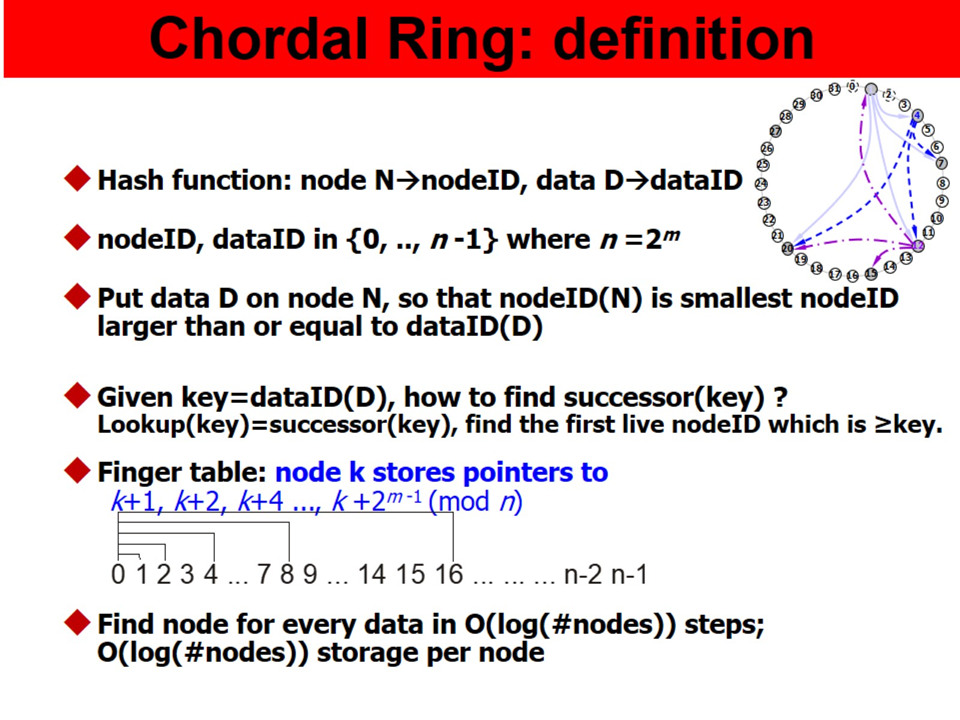 Chordal Ring: definition
0 2 3 4 5 6 7 8 9 10 11 12 13 14 15 16 17 18 19 20 21 22 23 24 25 26 27 28 29 30 31
Hash function: node N→nodeID, data D→dataID
nodeID, dataID in {0, .., n -1} where n =2ᵐ
Put data D on node N, so that nodeID(N) is smallest nodeID
larger than or equal to dataID(D)
Given key=dataID(D), how to find successor(key) ?
Lookup(key)=successor(key), find the first live nodeID which is ≥key.
Finger table: node k stores pointers to
k+1, k+2, k+4 ..., k +2ᵐ⁻¹ (mod n)
0 1 2 3 4 ... 7 8 9 ... 14 15 16 ... ... ... n-2 n-1
Find node for every data in O(log(#nodes)) steps;
O(log(#nodes)) storage per node